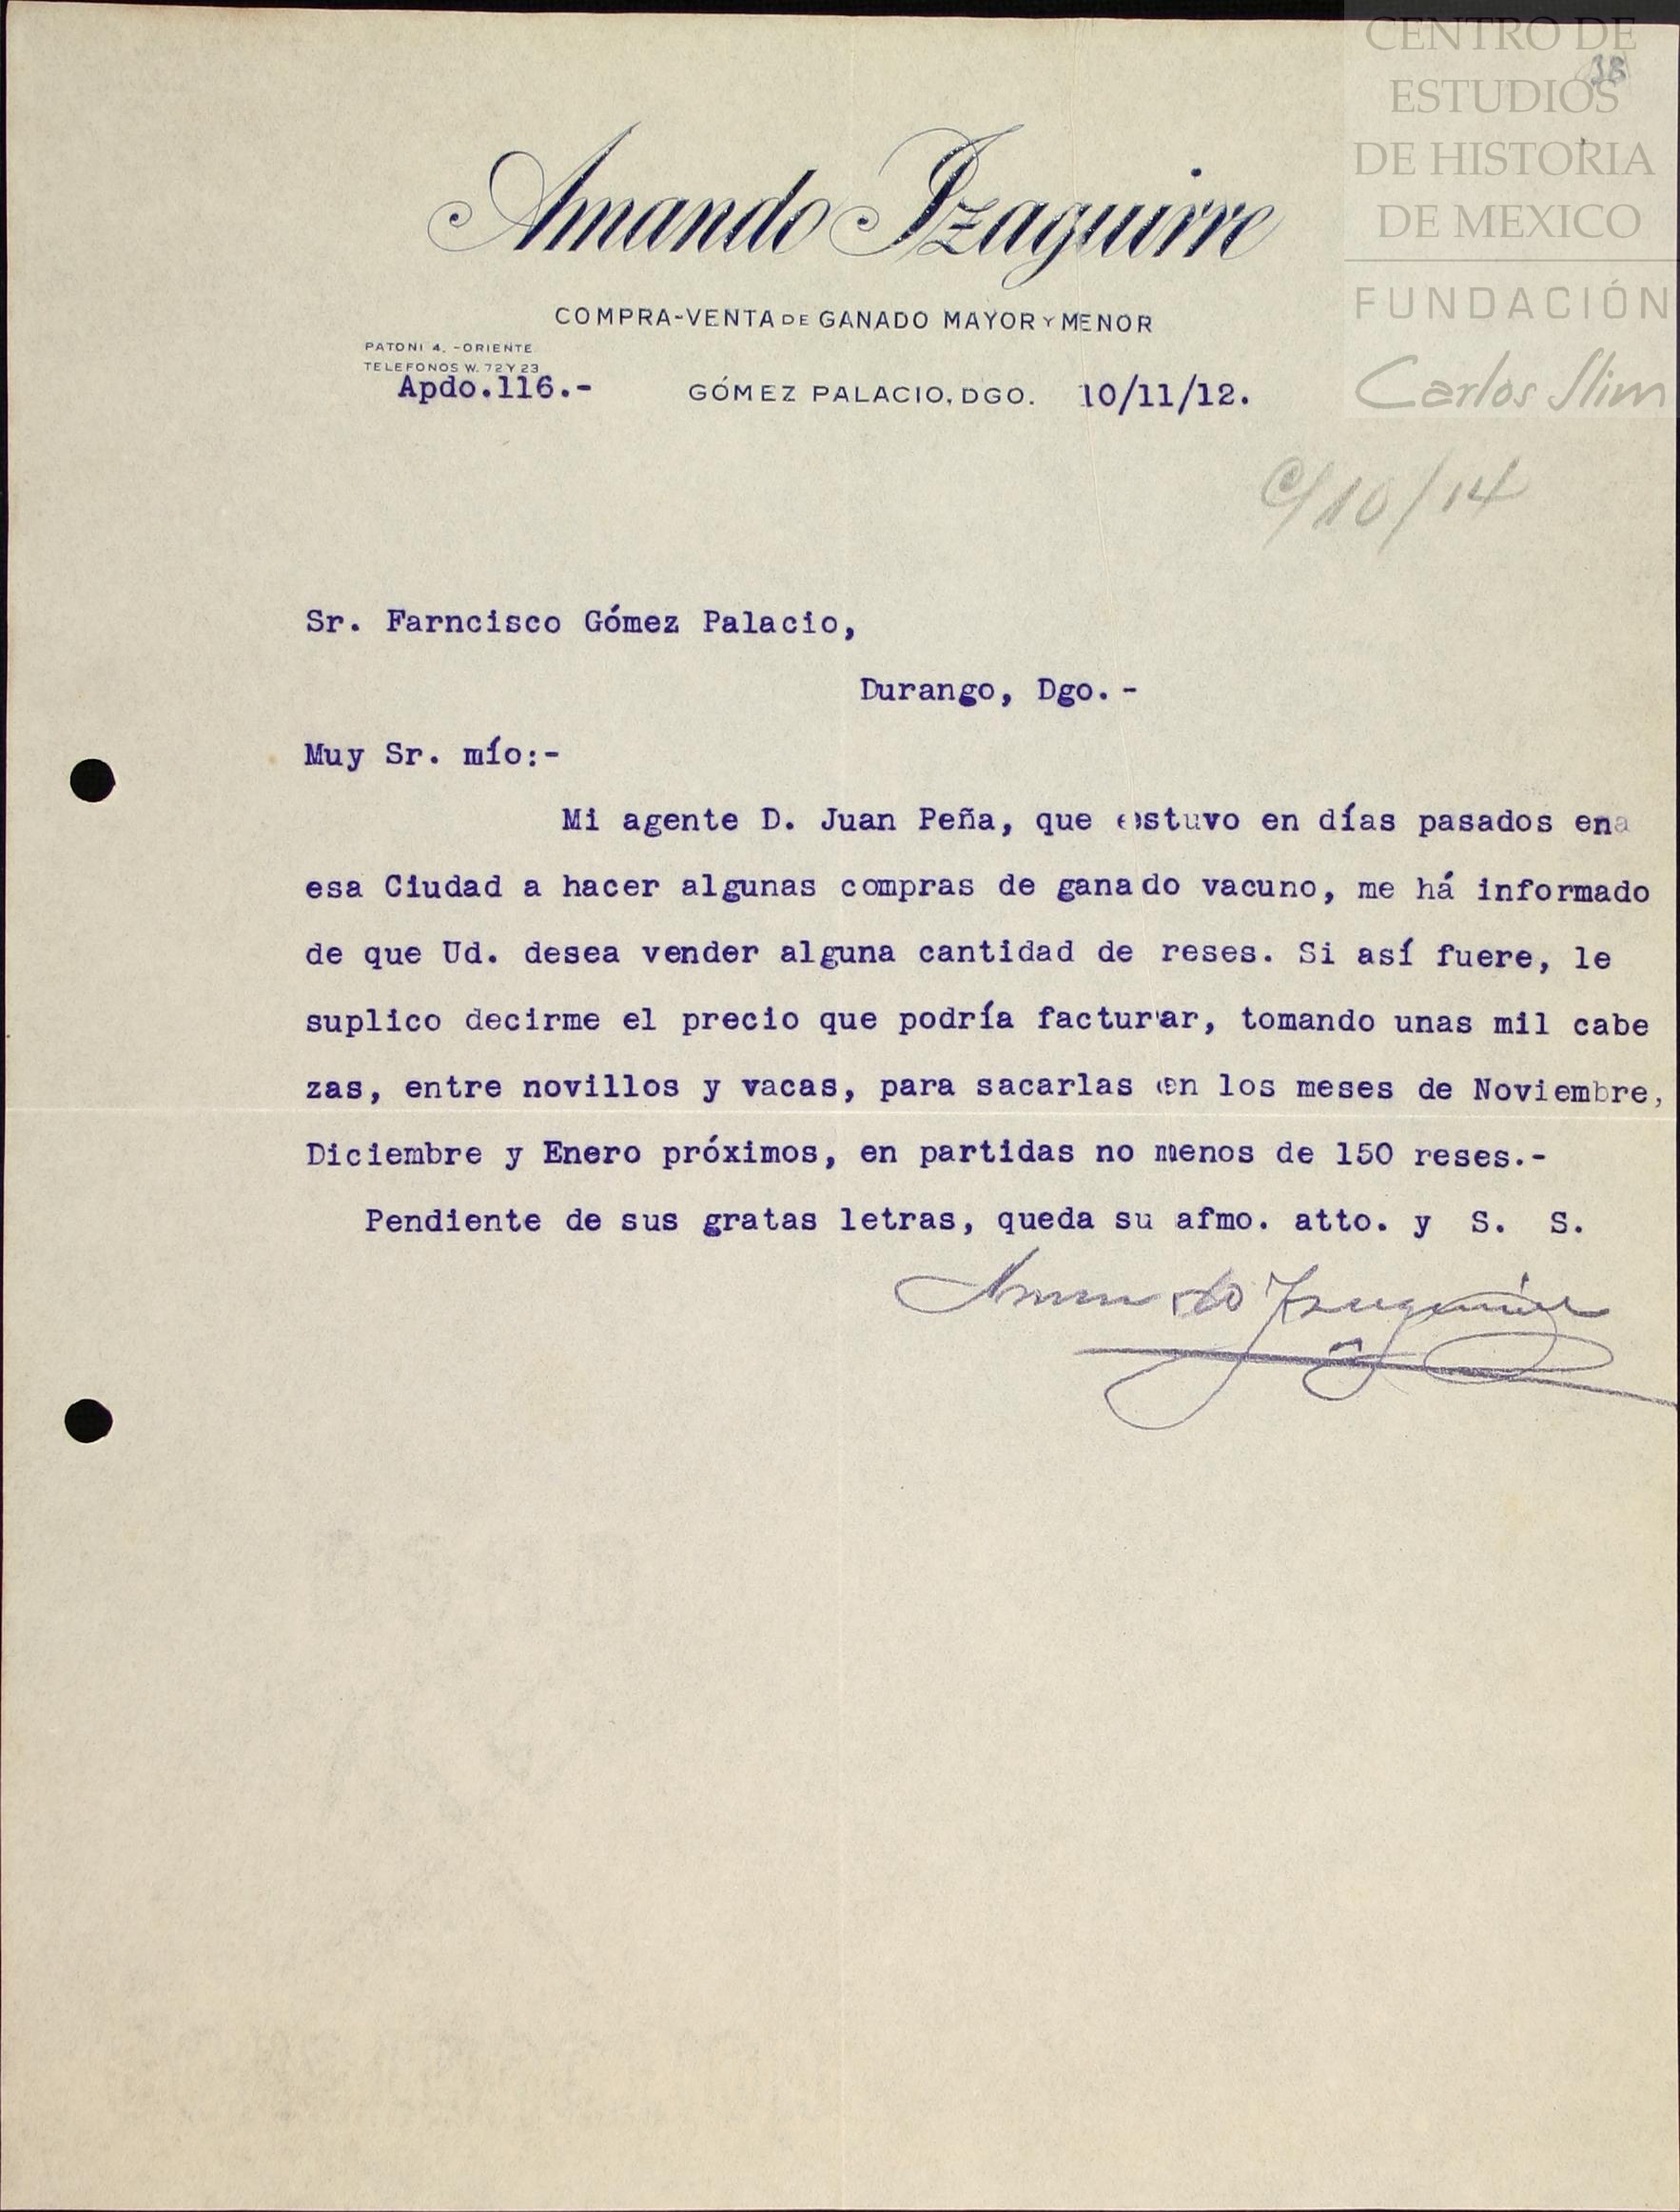 CENTRO DE
ESTUDIOS
DE HISTORIA
DE MEXICO
FUNDACIÓN
Carlos Slim
Amando Izaguirre
COMPRA-VENTA DE GANADO MAYOR Y MENOR
PATONI 4. -ORIENTE
TELEFONOS W. 72 Y 23
Apdo.116.- GÓMEZ PALACIO, DGO. 10/11/12.
C/10/14
Sr. Farncisco Gómez Palacio,
Durango, Dgo. -
Muy Sr. mío:-
Mi agente D. Juan Peña, que estuvo en días pasados ena
esa Ciudad a hacer algunas compras de ganado vacuno, me há informado
de que Ud. desea vender alguna cantidad de reses. Si así fuere, le
suplico decirme el precio que podría facturar, tomando unas mil cabe
zas, entre novillos y vacas, para sacarlas en los meses de Noviembre,
Diciembre y Enero próximos, en partidas no menos de 150 reses.-
Pendiente de sus gratas letras, queda su afmo. atto. y S. S.
Amando Izaguirre